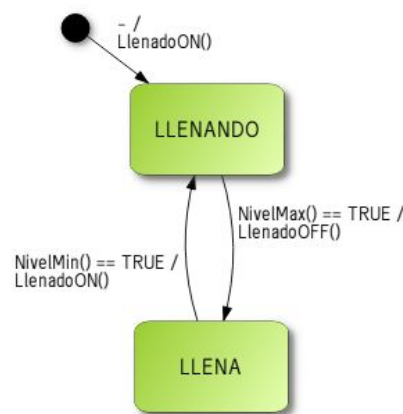 - /
LlenadoON()
LLENANDO
NivelMax() == TRUE /
LlenadoOFF()
NivelMin() == TRUE /
LlenadoON()
LLENA